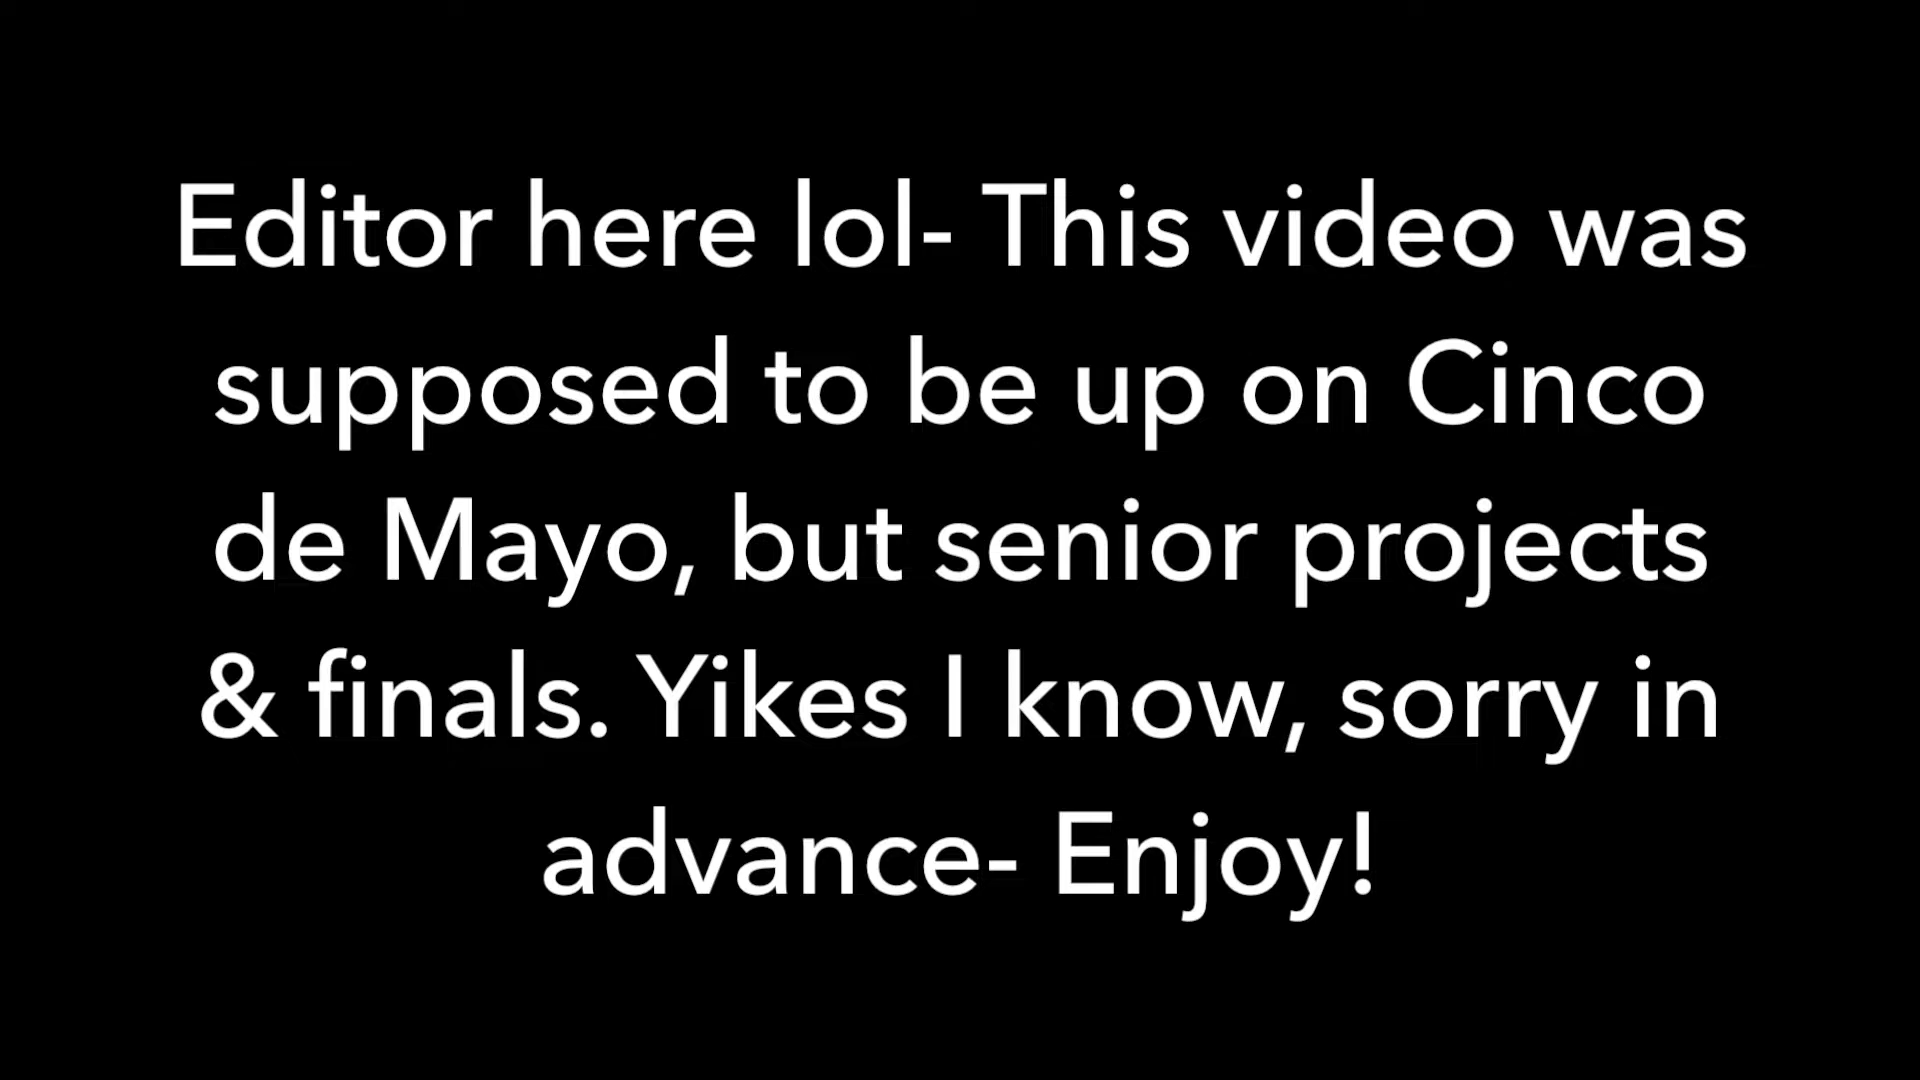 Editor here lol- This video was
supposed to be up on Cinco
de Mayo, but senior projects
& finals. Yikes I know, sorry in
advance- Enjoy!